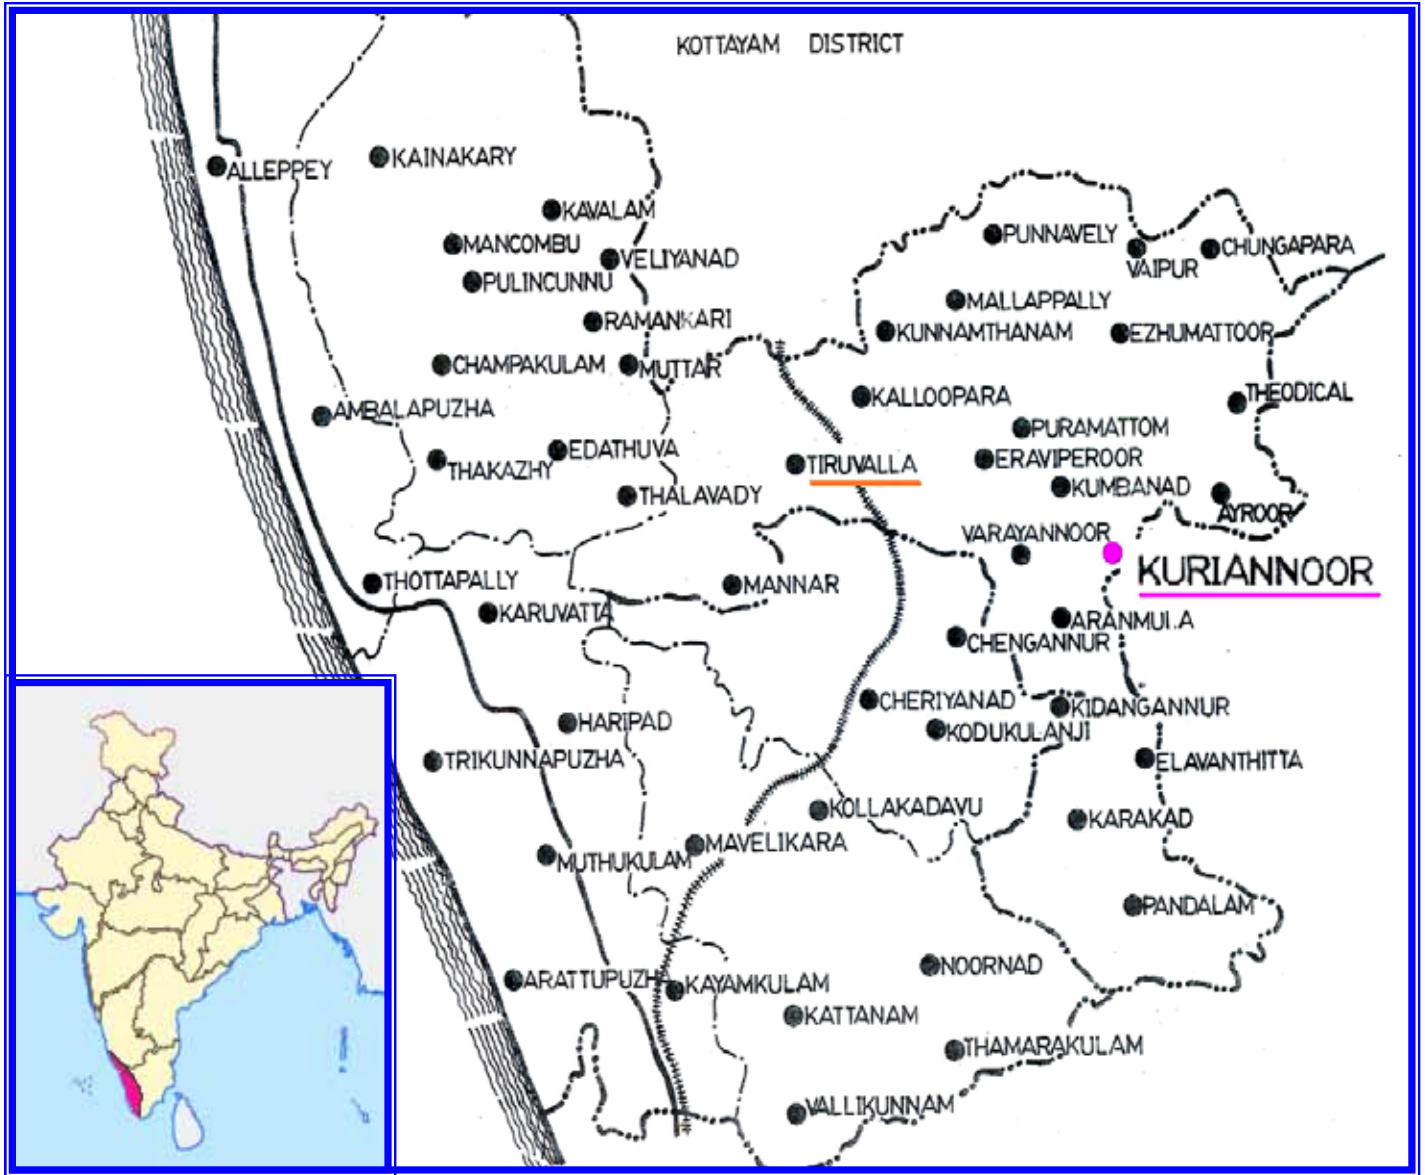 KOTTAYAM DISTRICT
ALLEPPEY
KAINAKARY
KAVALAM
MANCOMBU
VELIYANAD
PULINCUNNU
RAMANKARI
CHAMPAKULAM
MUTTAR
AMBALAPUZHA
EDATHUVA
THAKAZHY
THALAVADY
PUNNAVELY
VAIPUR
CHUNGAPARA
MALLAPPALLY
KUNNAMTHANAM
EZHUMATTOOR
KALLOOPARA
THEODICAL
PURAMATTOM
TIRUVALLA
ERAVIPEROOR
KUMBANAD
AYROOR
VARAYANNOOR
KURIANNOOR
THOTTAPALLY
KARUVATTA
MANNAR
ARANMULA
CHENGANNUR
CHERIYANAD
KIDANGANNUR
KODUKULANJI
HARIPAD
TRIKUNNAPUZHA
ELAVANTHITTA
KOLLAKADAVU
KARAKAD
MAVELIKARA
MUTHUKULAM
PANDALAM
NOORNAD
ARATTUPUZHA
KAYAMKULAM
KATTANAM
THAMARAKULAM
VALLIKUNNAM